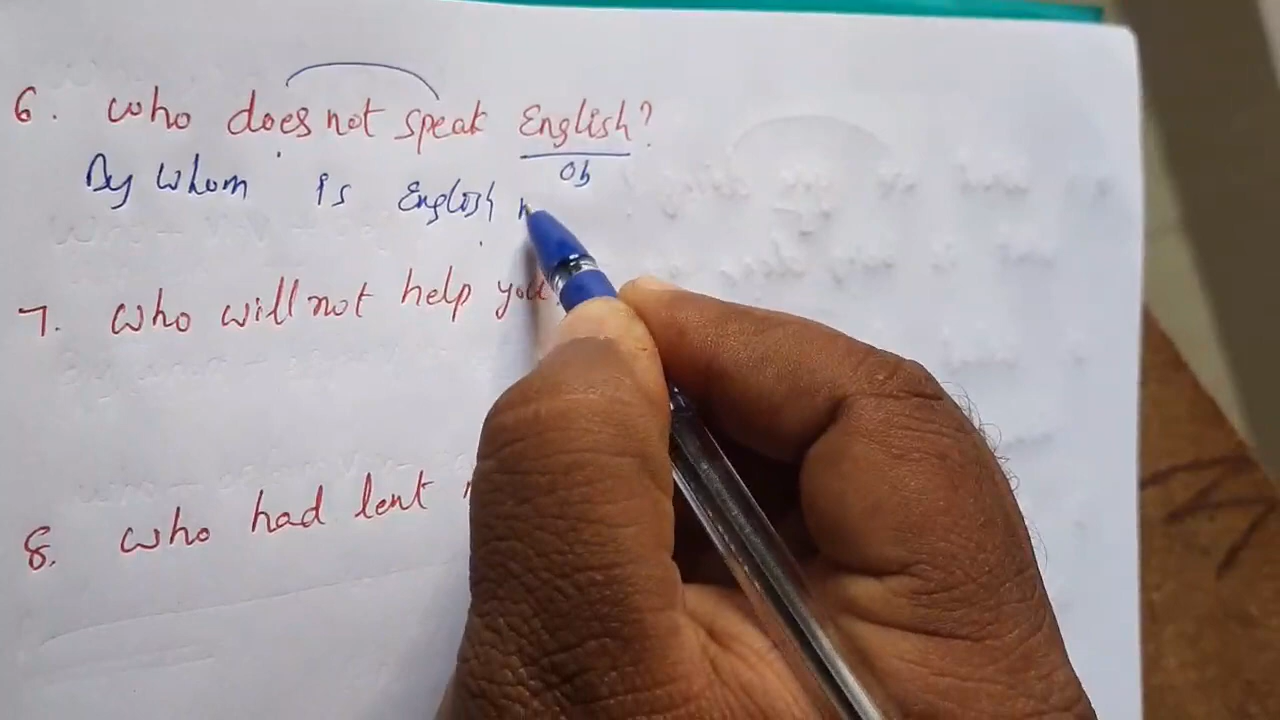 6. Who does not speak English?
Ob
By Whom is English
7. Who will not help you
8. Who had lent